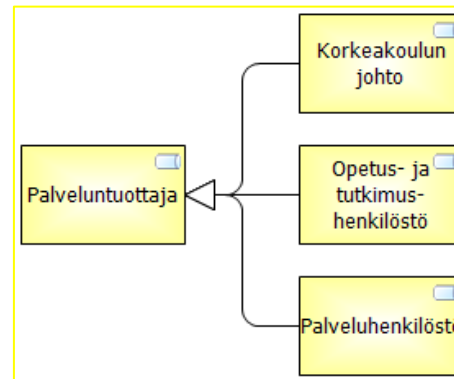 Korkeakoulun
johto
Palveluntuottaja
Opetus- ja
tutkimus-
henkilöstö
Palveluhenkilöstö